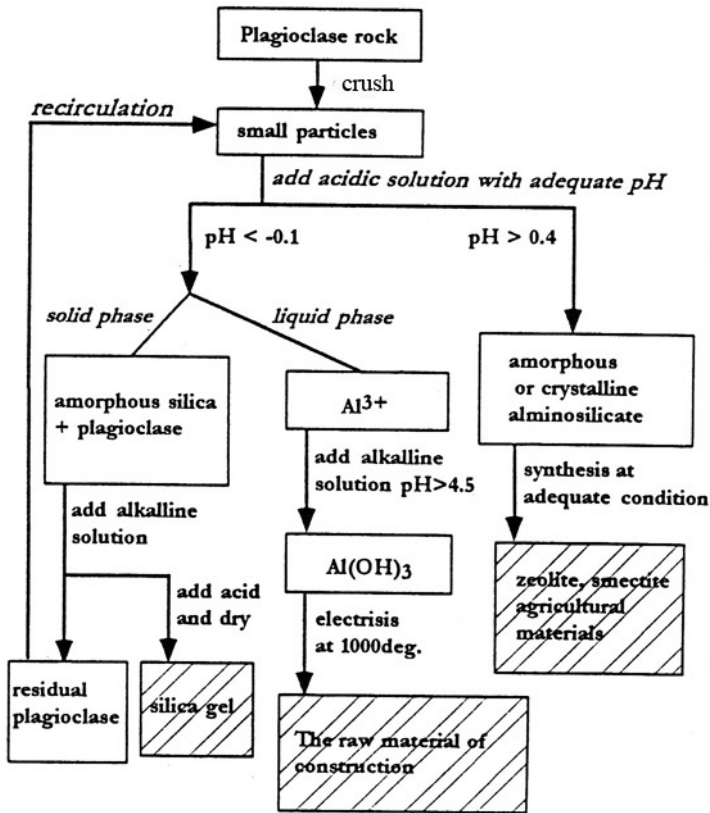 Plagioclase rock
crush
recirculation
small particles
add acidic solution with adequate pH
pH < -0.1
pH > 0.4
solid phase
liquid phase
amorphous silica
+ plagioclase
Al3+
amorphous
or crystalline
alminosilicate
add alkalline
solution
add alkalline
solution pH>4.5
synthesis at
adequate condition
Al(OH)3
zeolite, smectite
agricultural
materials
add acid
and dry
electrisis
at 1000deg.
residual
plagioclase
silica gel
The raw material of
construction